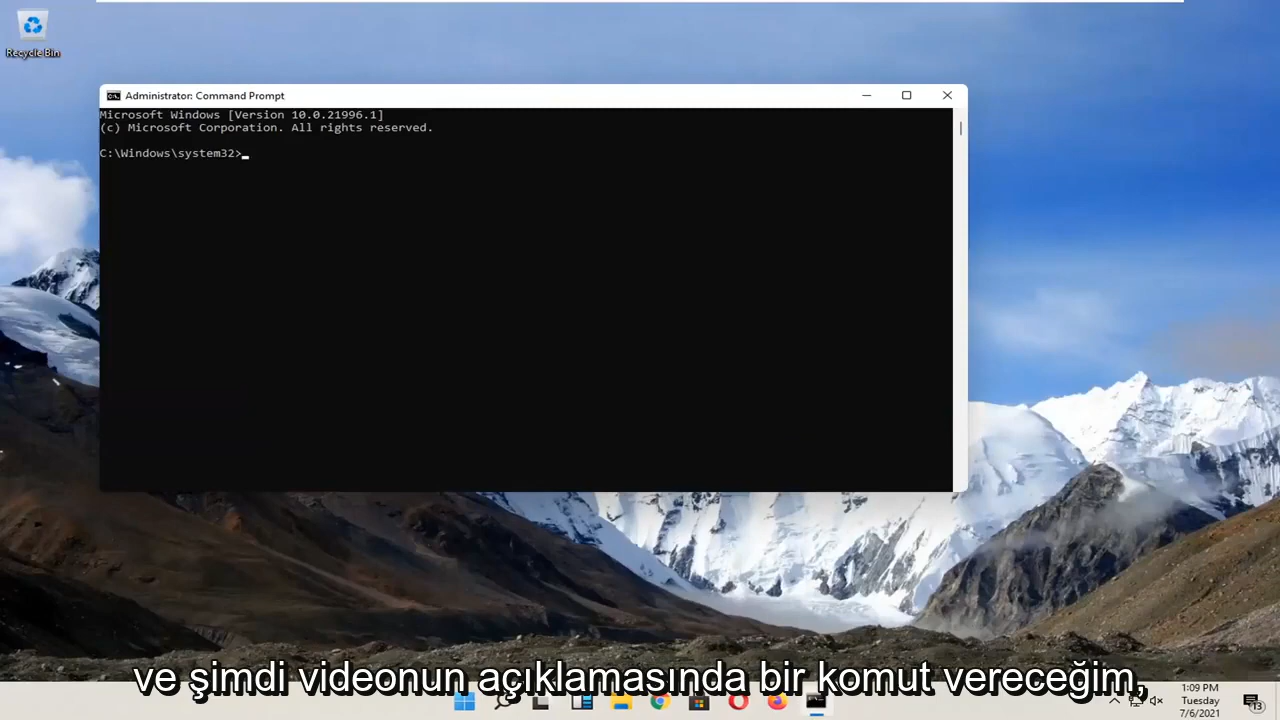 Recycle Bin
Administrator: Command Prompt
Microsoft Windows [Version 10.0.21996.1]
(c) Microsoft Corporation. All rights reserved.
C:\Windows\system32>
ve şimdi videonun açıklamasında bir komut vereceğim,
1:09 PM
Tuesday
7/6/2021
13